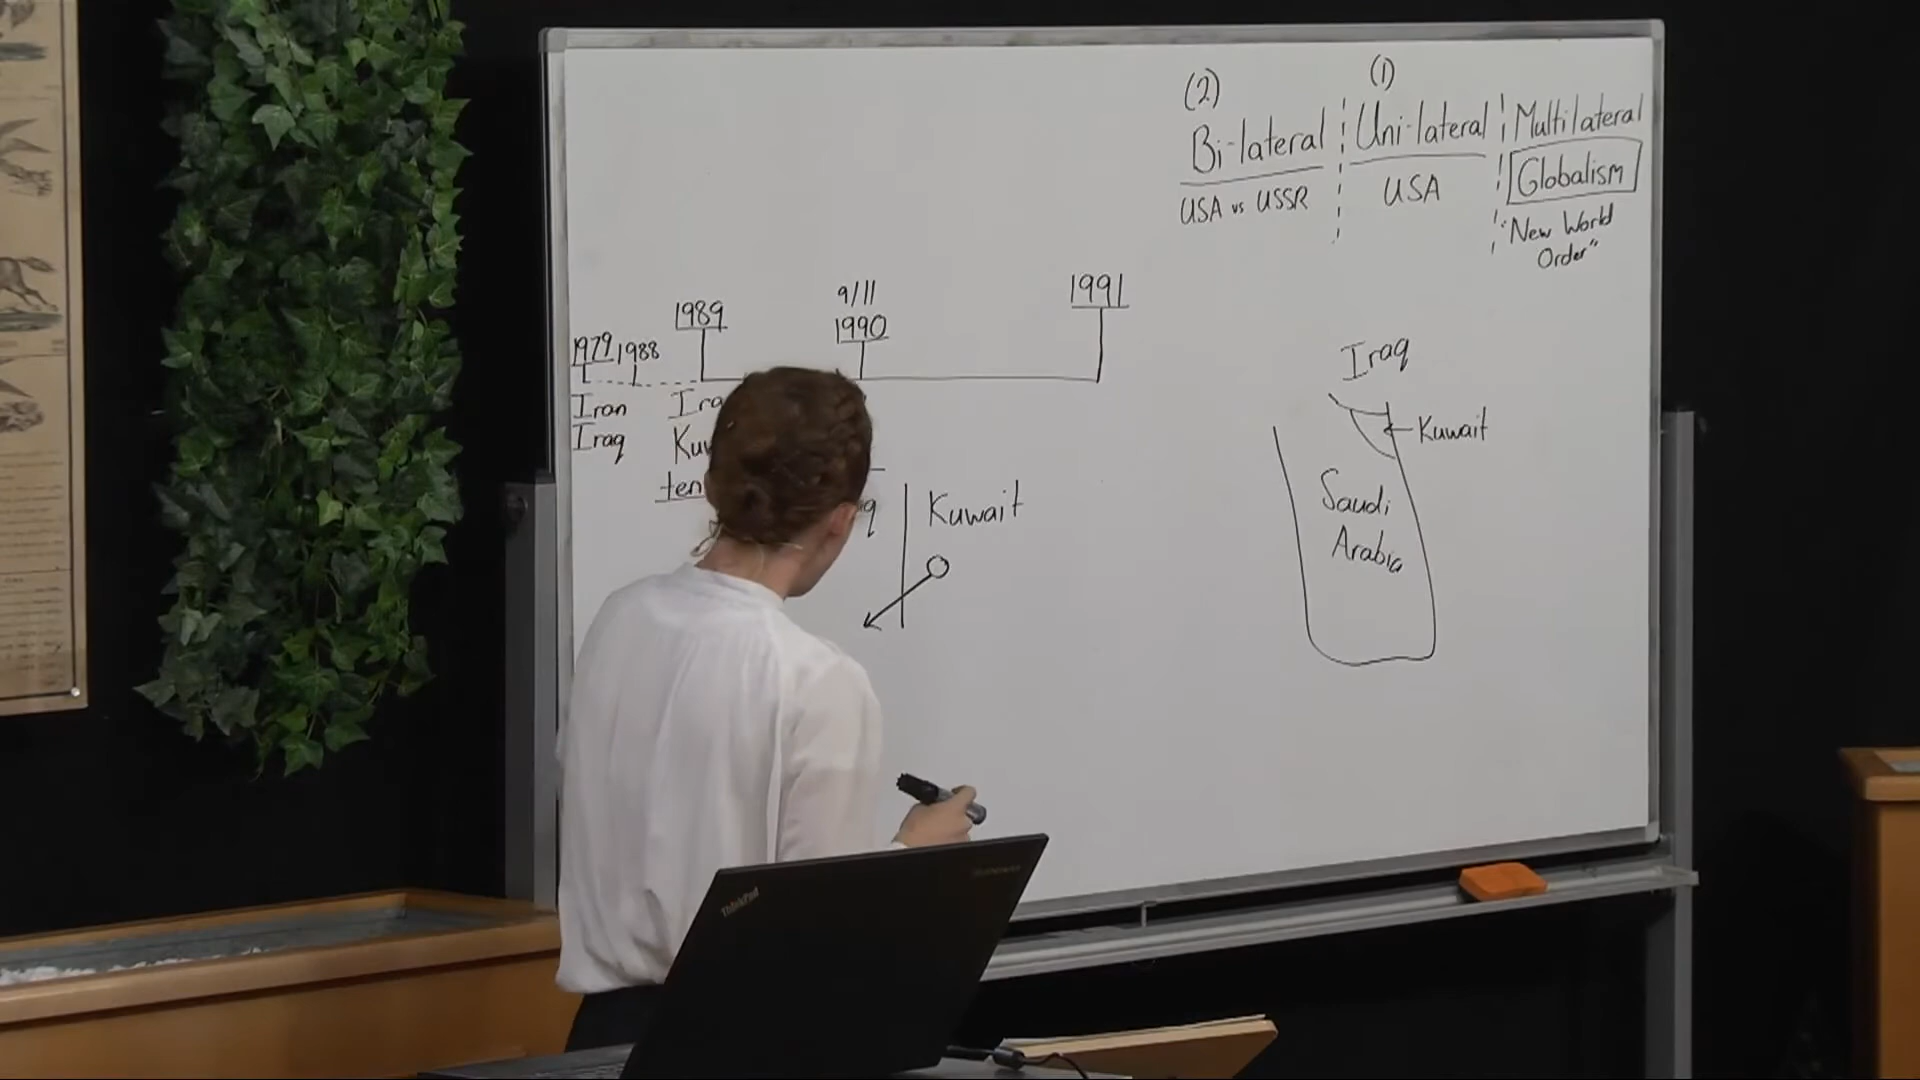 (2)
(1)
Bi-lateral
Uni-lateral
Multilateral
USA vs USSR
USA
Globalism
"New World
Order"
1979
1988
1989
9/11
1990
1991
Iran
Iraq
Kuwait
Iraq
Kuwait
Saudi
Arabia
ThinkPad